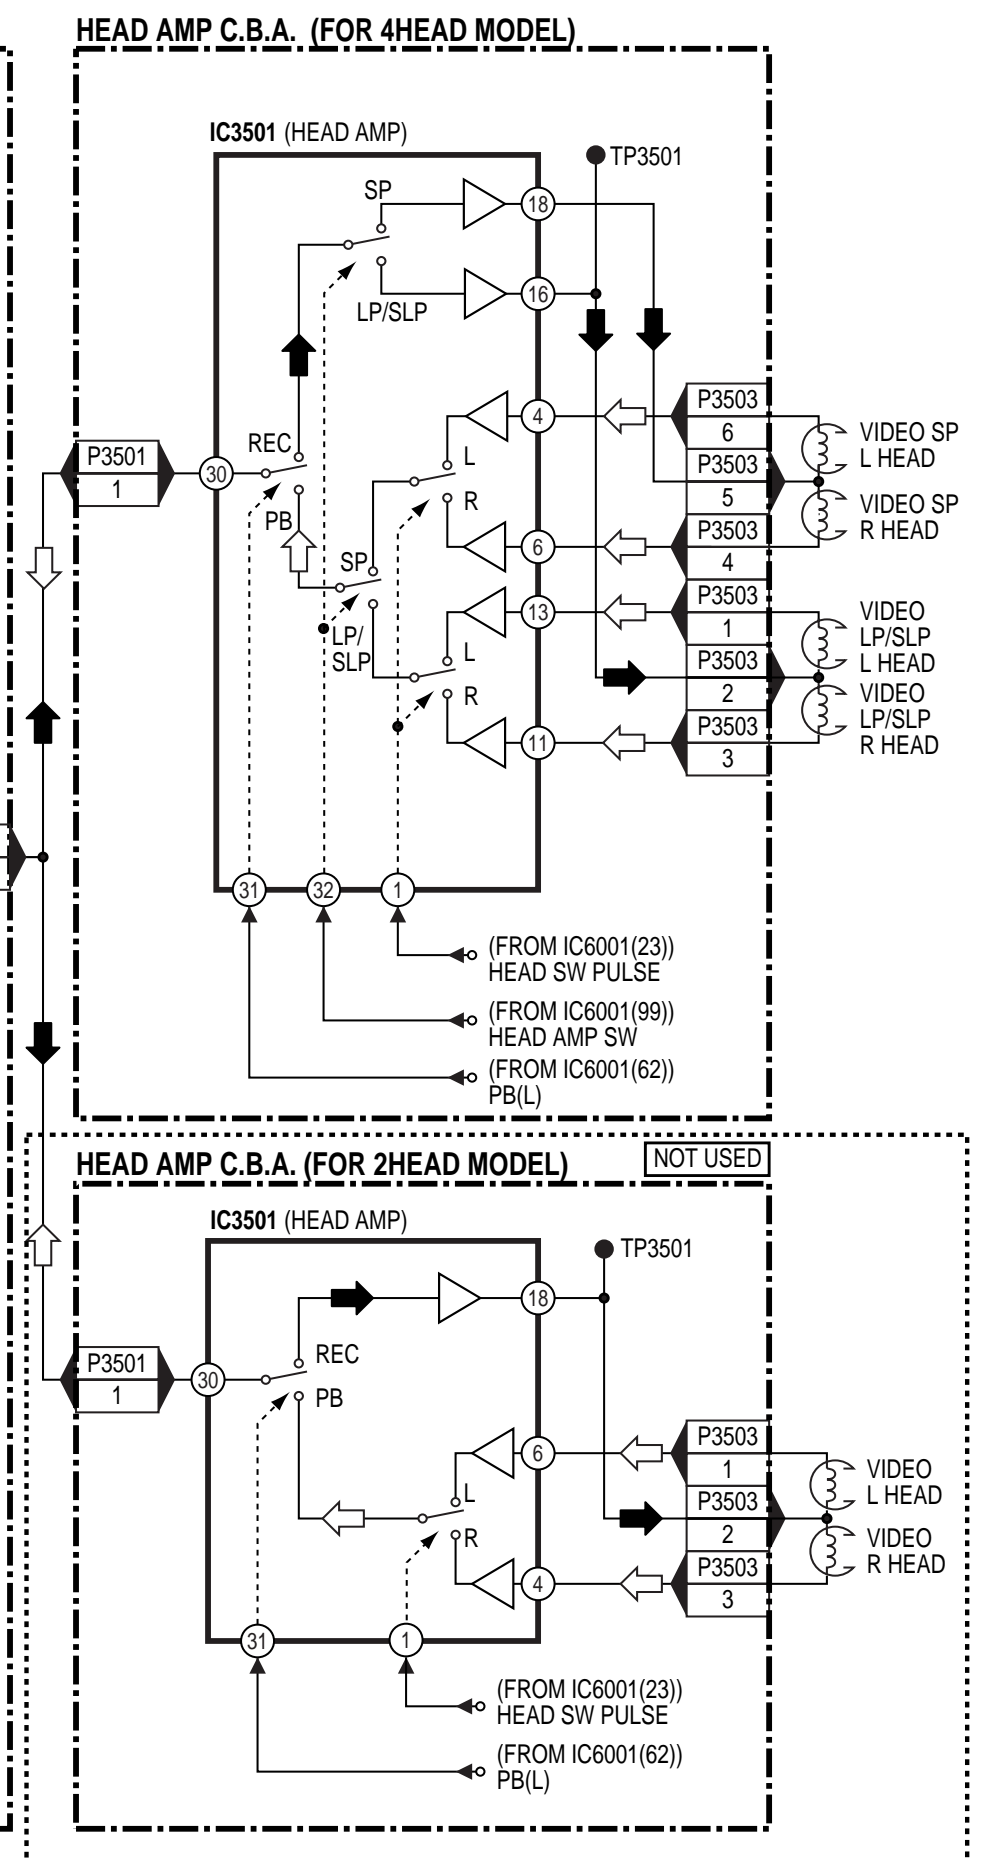 HEAD AMP C.B.A. (FOR 4HEAD MODEL)
IC3501 (HEAD AMP)
TP3501
SP
18
16
LP/SLP
P3503
4
6
VIDEO SP
L HEAD
REC
L
P3501
1
30
P3503
5
R
VIDEO SP
R HEAD
PB
P3503
4
6
SP
P3503
1
13
VIDEO
LP/SLP
L HEAD
LP/
SLP
L
P3503
2
R
VIDEO
LP/SLP
R HEAD
P3503
3
11
31
32
1
(FROM IC6001(23))
HEAD SW PULSE
(FROM IC6001(99))
HEAD AMP SW
(FROM IC6001(62))
PB(L)
HEAD AMP C.B.A. (FOR 2HEAD MODEL)
NOT USED
IC3501 (HEAD AMP)
TP3501
18
REC
P3501
1
30
PB
P3503
1
6
VIDEO
L HEAD
L
P3503
2
R
VIDEO
R HEAD
P3503
3
4
31
1
(FROM IC6001(23))
HEAD SW PULSE
(FROM IC6001(62))
PB(L)